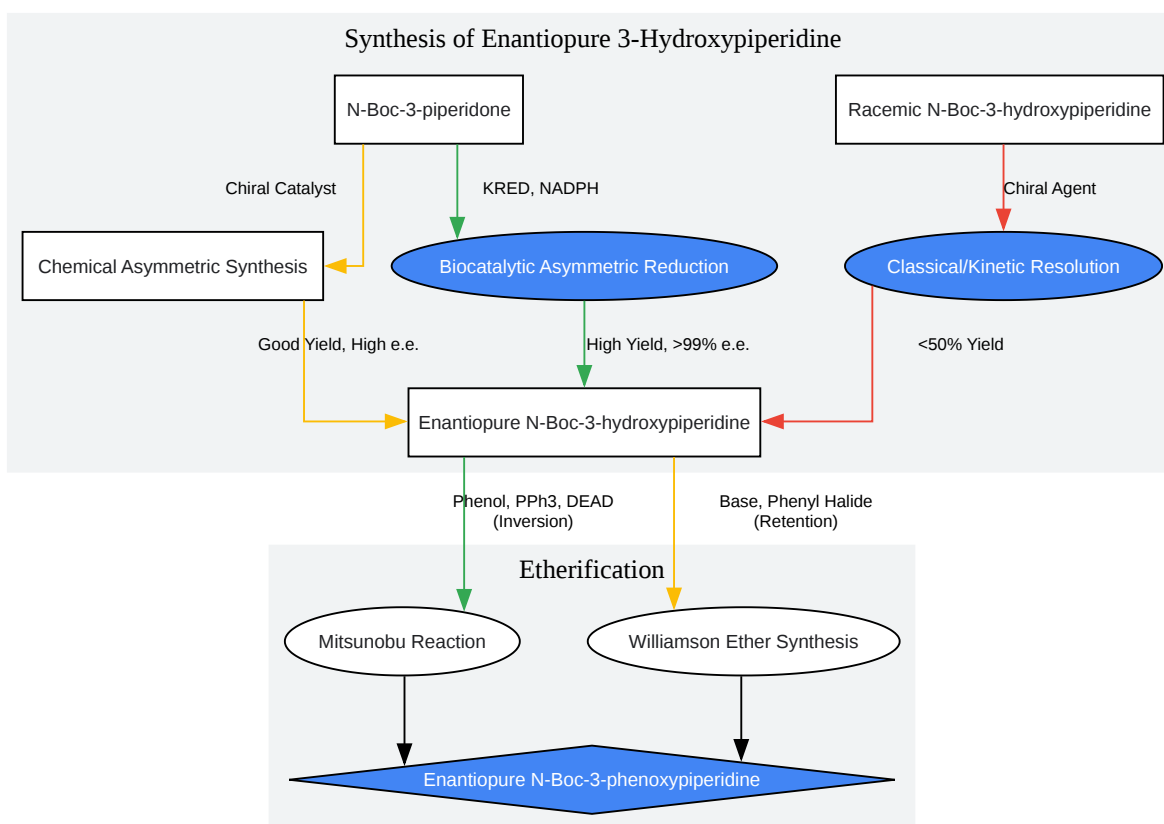 Synthesis of Enantiopure 3-Hydroxypiperidine
N-Boc-3-piperidone
Racemic N-Boc-3-hydroxypiperidine
Chiral Catalyst
KRED, NADPH
Chiral Agent
Chemical Asymmetric Synthesis
Biocatalytic Asymmetric Reduction
Classical/Kinetic Resolution
Good Yield, High e.e.
High Yield, >99% e.e.
<50% Yield
Enantiopure N-Boc-3-hydroxypiperidine
Phenol, PPh3, DEAD
(Inversion)
Base, Phenyl Halide
(Retention)
Etherification
Mitsunobu Reaction
Williamson Ether Synthesis
Enantiopure N-Boc-3-phenoxypiperidine